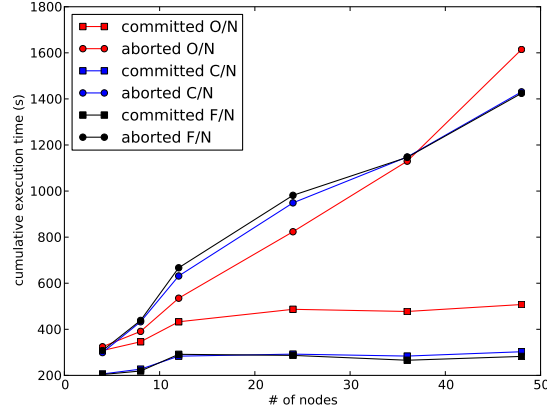 1800
1600
1400
1200
1000
800
600
400
200
0
10
20
30
40
50
cumulative execution time (s)
# of nodes
committed O/N
aborted O/N
committed C/N
aborted C/N
committed F/N
aborted F/N